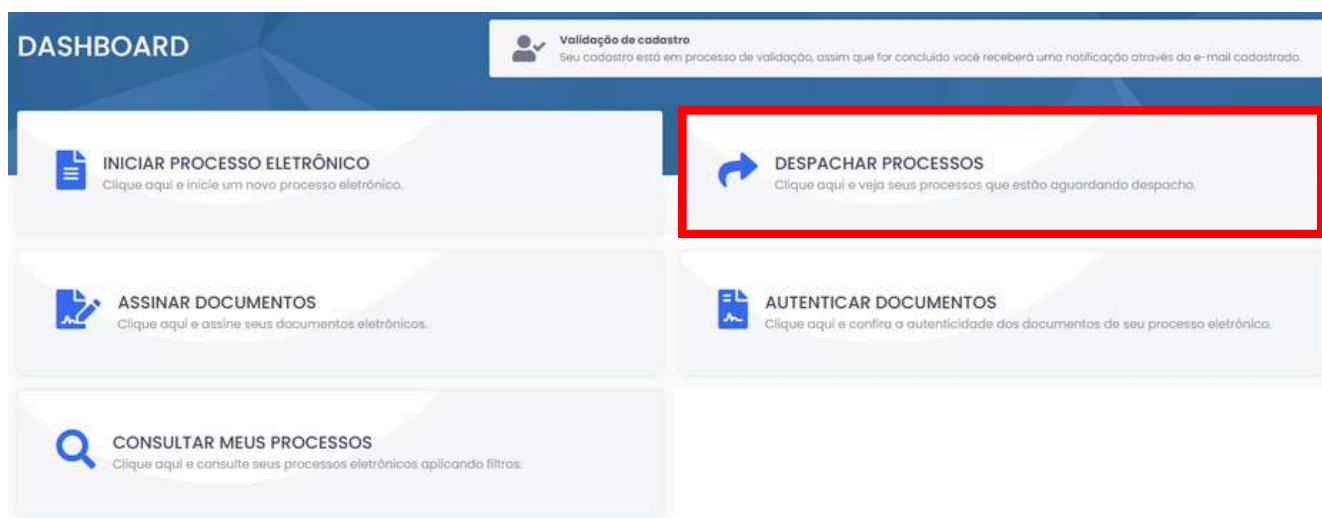 DASHBOARD
Validação de cadastro
Seu cadastro está em processo de validação, assim que for concluído você receberá uma notificação através do e-mail cadastrado.
INICIAR PROCESSO ELETRÔNICO
Clique aqui e inicie um novo processo eletrônico.
DESPACHAR PROCESSOS
Clique aqui e veja seus processos que estão aguardando despacho.
ASSINAR DOCUMENTOS
Clique aqui e assine seus documentos eletrônicos.
AUTENTICAR DOCUMENTOS
Clique aqui e confira a autenticidade dos documentos de seu processo eletrônico.
CONSULTAR MEUS PROCESSOS
Clique aqui e consulte seus processos eletrônicos aplicando filtros.